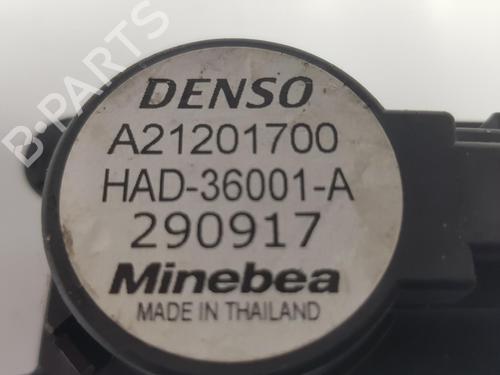 DENSO
A21201700
HAD-36001-A
290917
Minebea
MADE IN THAILAND
B-PARTS